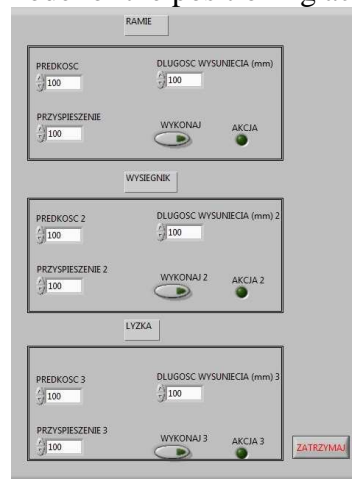 RAMIE
PREDKOSC
DLUGOSC WYSUNIECIA (mm)
100
100
PRZYSPIESZENIE
WYKONAJ
AKCJA
100
WYSIEGNIK
PREDKOSC 2
DLUGOSC WYSUNIECIA (mm) 2
100
100
PRZYSPIESZENIE 2
WYKONAJ 2
AKCJA 2
100
LYZKA
PREDKOSC 3
DLUGOSC WYSUNIECIA (mm) 3
100
100
PRZYSPIESZENIE 3
WYKONAJ 3
AKCJA 3
100
ZATRZYMAJ